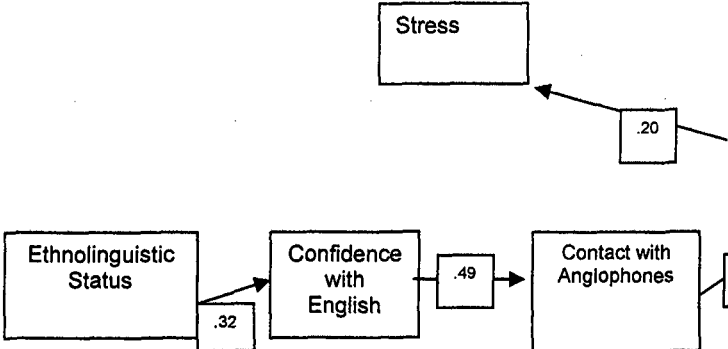 Stress
.20
Ethnolinguistic
Status
.32
Confidence
with
English
.49
Contact with
Anglophones